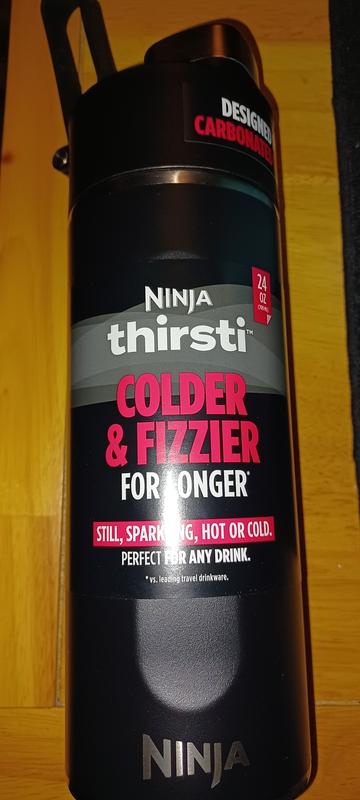 DESIGNED
CARBONATED
NINJA
thirsti™
24
OZ
COLDER
& FIZZIER
FOR LONGER*
STILL, SPARKLING, HOT OR COLD.
PERFECT FOR ANY DRINK.
* vs. leading travel drinkware.
NINJA